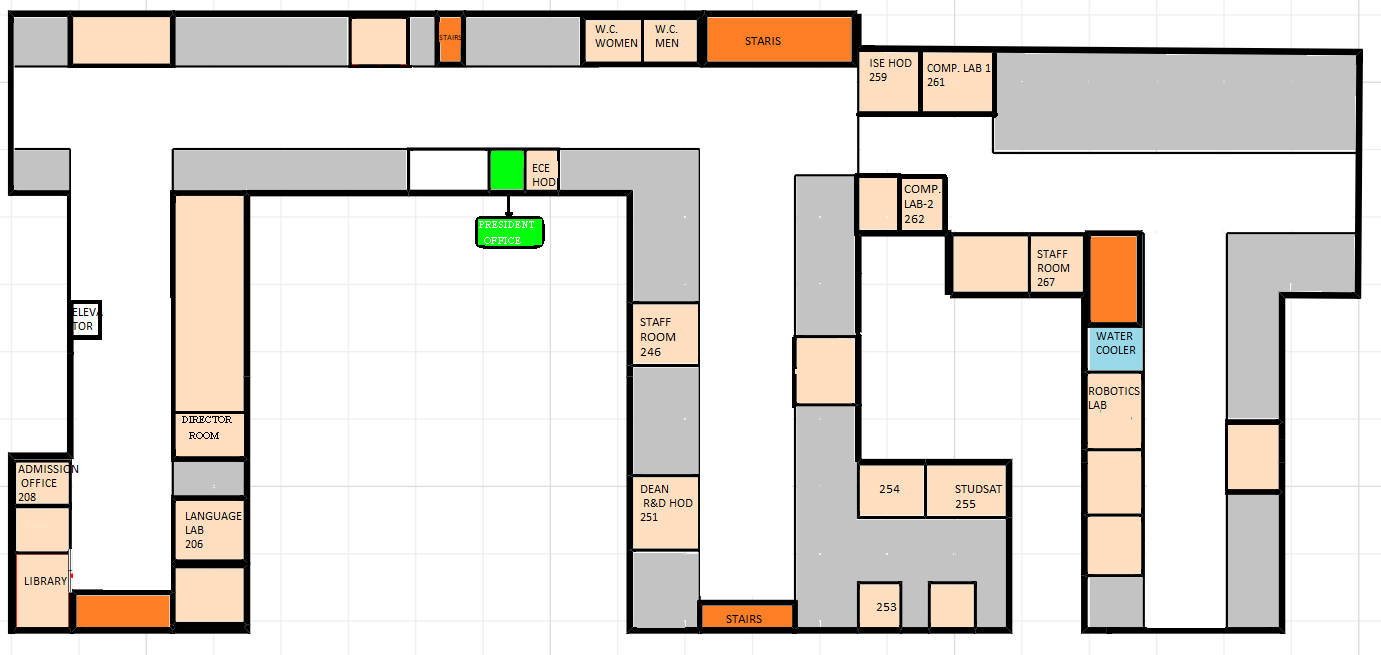 STAIRS
W.C.
WOMEN
W.C.
MEN
STARIS
ISE HOD
259
COMP. LAB 1
261
ECE
HOD
COMP.
LAB-2
262
PRESIDENT
OFFICE
STAFF
ROOM
267
ELEVA
TOR
STAFF
ROOM
246
WATER
COOLER
ROBOTICS
LAB
DIRECTOR
ROOM
ADMISSION
OFFICE
208
LANGUAGE
LAB
206
DEAN
R&D HOD
251
254
STUDSAT
255
LIBRARY
253
STAIRS